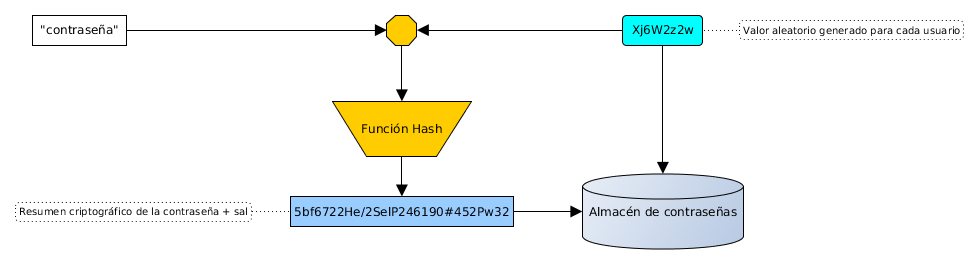 "contraseña"
Xj6W2z2w
Valor aleatorio generado para cada usuario
Función Hash
Resumen criptográfico de la contraseña + sal
5bf6722He/2SelP246190#452Pw32
Almacén de contraseñas